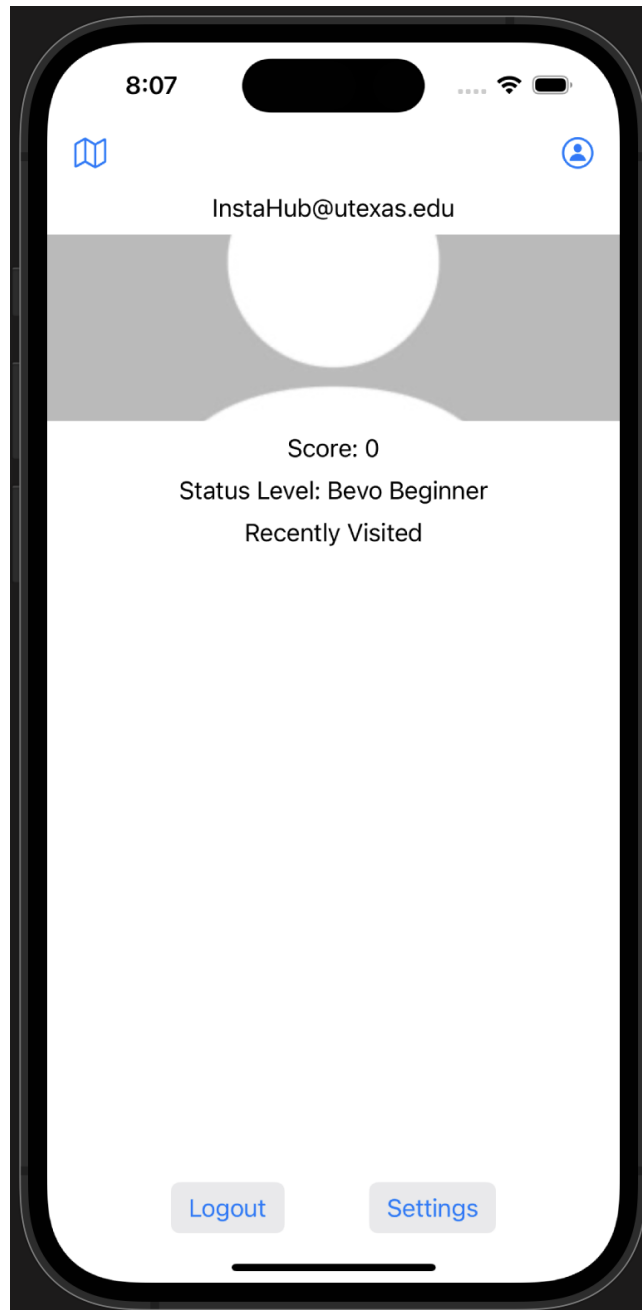 8:07
InstaHub@utexas.edu
Score: 0
Status Level: Bevo Beginner
Recently Visited
Logout
Settings